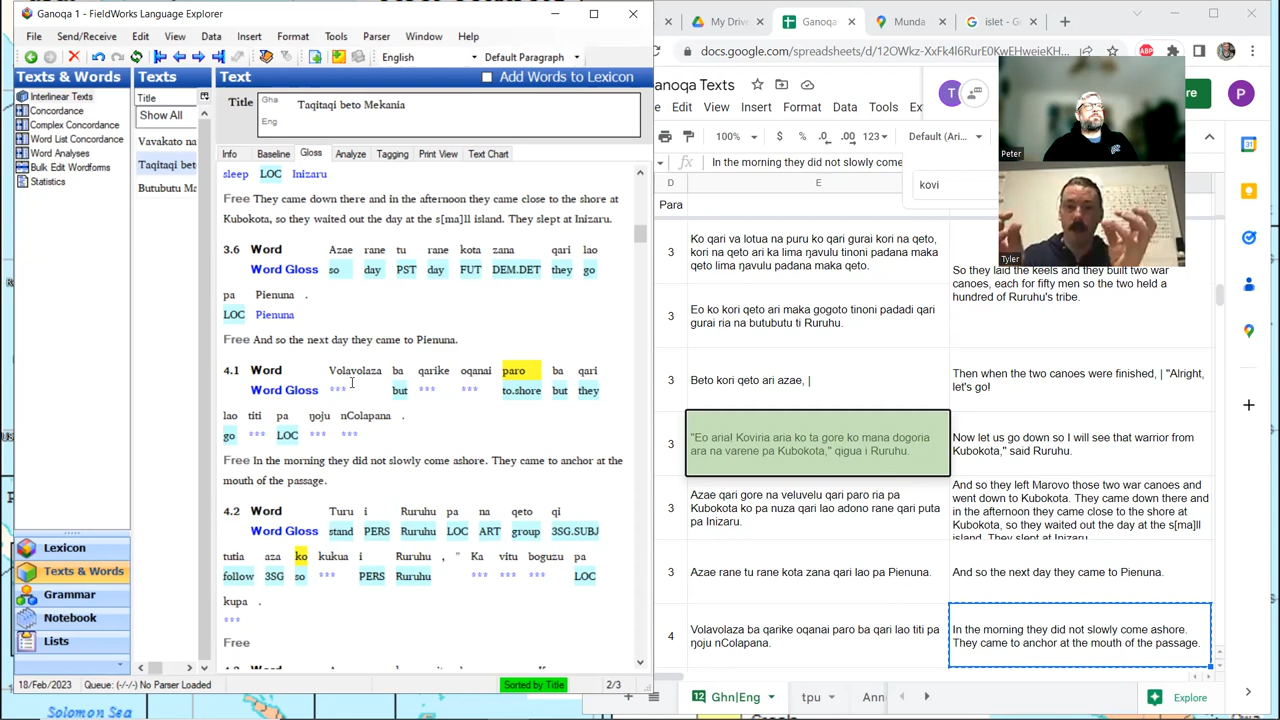 Ganoqa 1 - FieldWorks Language Explorer
File Send/Receive Edit View Data Insert Format Tools Parser Window Help
English Default Paragraph
Texts & Words
Interlinear Texts
Concordance
Complex Concordance
Word List Concordance
Word Analyses
Bulk Edit Wordforms
Statistics
Lexicon
Texts & Words
Grammar
Notebook
Lists
Texts
Title
Show All
Vavakato na
Taqitaqi bet
Butubutu Ma
Text
Add Words to Lexicon
Title Gha Taqitaqi beto Mekania
Eng
Info Baseline Gloss Analyze Tagging Print View Text Chart
sleep LOC Inizaru
Free They came down there and in the afternoon they came close to the shore at
Kubokota, so they waited out the day at the s[ma]ll island. They slept at Inizaru.
3.6 Word Azae rane tu rane kota zana qari lao
Word Gloss so day PST day FUT DEM.DET they go
pa Pienuna .
LOC Pienuna
Free And so the next day they came to Pienuna.
4.1 Word Volavolaza ba qarike oqanai paro ba qari
Word Gloss *** but *** *** to.shore but they
lao titi pa ŋoju nColapana .
go *** LOC *** ***
Free In the morning they did not slowly come ashore. They came to anchor at the
mouth of the passage.
4.2 Word Turu i Ruruhu pa na qeto qi
Word Gloss stand PERS Ruruhu LOC ART group 3SG.SUBJ
tutia aza ko kukua i Ruruhu , " Ka vitu boguzu pa
follow 3SG so *** PERS Ruruhu *** *** *** LOC
kupa .
***
Free
18/Feb/2023 Queue: (-/-/-) No Parser Loaded Sorted by Title 2/3
My Drive Ganoqa Munda islet - Go
docs.google.com/spreadsheets/d/
Ganoqa Texts
Edit View Insert Format Data Tools
100% $ % .0 .00 123 Default (Ari...
fx In the morning they did not slowly come
kovi
D E
Para
3 Ko qari va lotua na puru ko qari gurai kori na qeto,
kori na qeto ari ka lima ŋavulu tinoni padana maka
qeto lima ŋavulu padana maka qeto.
So they laid the keels and they built two war
canoes, each for fifty men so the two held a
hundred of Ruruhu's tribe.
3 Eo ko kori qeto ari maka gogoto tinoni padadi qari
gurai ria na butubutu ti Ruruhu.
3 Beto kori qeto ari azae, |
Then when the two canoes were finished, | "Alright,
let's go!
3 "Eo aria! Koviria aria ko ta gore ko mana dogoria
ara na varene pa Kubokota," qigua i Ruruhu.
Now let us go down so I will see that warrior from
Kubokota," said Ruruhu.
3 Azae qari gore na veluvelu qari paro ria pa
Kubokota ko pa nuza qari lao adono rane qari puta
pa Inizaru.
And so they left Marovo those two war canoes and
went down to Kubokota. They came down there and
in the afternoon they came close to the shore at
Kubokota, so they waited out the day at the s[ma]ll
island. They slept at Inizaru.
3 Azae rane tu rane kota zana qari lao pa Pienuna.
And so the next day they came to Pienuna.
4 Volavolaza ba qarike oqanai paro ba qari lao titi pa
ŋoju nColapana.
In the morning they did not slowly come ashore.
They came to anchor at the mouth of the passage.
GhnlEng tpu Ann
Explore
Peter
Tyler
Solomon Sea